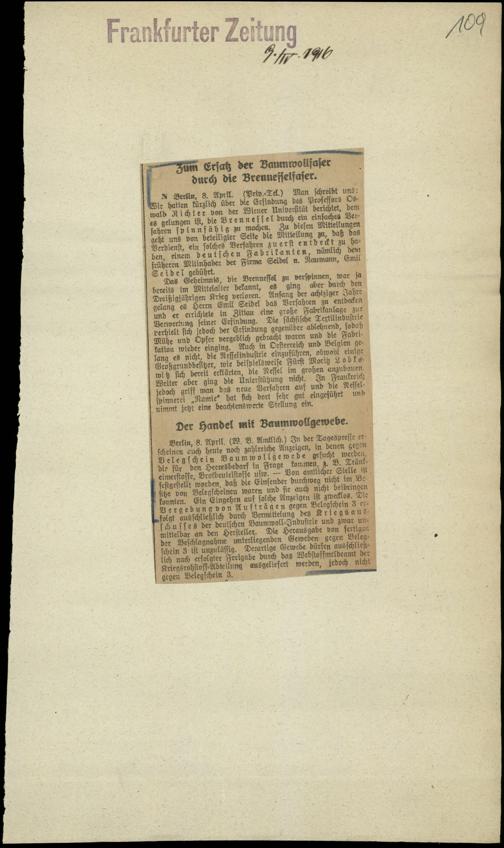 Frankfurter Zeitung
109
9. IV. 1916
Zum Ersatz der Baumwollfaser
durch die Brennesselfaser.
N Berlin, 8. April. (Priv.-Tel.) Man schreibt uns:
Wir hatten kürzlich über die Erfindung des Professors Os-
wald Richter von der Wiener Universität berichtet, dem
es gelungen ist, die Brennessel durch ein einfaches Ver-
fahren spinnfähig zu machen. Zu diesen Mitteilungen
geht uns von beteiligter Seite die Mitteilung zu, daß das
Verdienst, ein solches Verfahren zuerst entdeckt zu ha-
ben, einem deutschen Fabrikanten, nämlich dem
früheren Mitinhaber der Firma Seidel u. Naumann, Emil
Seidel gebührt.
Das Geheimnis, die Brennessel zu verspinnen, war ja
bereits im Mittelalter bekannt, es ging aber durch den
Dreißigjährigen Krieg verloren. Anfang der achtziger Jahre
gelang es Herrn Emil Seidel das Verfahren zu entdecken
und er errichtete in Zittau eine große Fabrikanlage zur
Verwertung seiner Erfindung. Die sächsische Textilindustrie
verhielt sich jedoch der Erfindung gegenüber ablehnend, sodaß
Mühe und Opfer vergeblich gebracht waren und die Fabri-
kation wieder einging. Auch in Oesterreich und Belgien ge-
lang es nicht, die Nesselindustrie einzuführen, obwohl einige
Großgrundbesitzer, wie beispielsweise Fürst Moritz Lobko-
witz sich bereit erklärten, die Nessel im großen anzubauen.
Weiter aber ging die Unterstützung nicht. In Frankreich
jedoch griff man das neue Verfahren auf und die Nessel-
spinnerei „Ramie" hat sich dort sehr gut eingeführt und
nimmt jetzt eine beachtenswerte Stellung ein.
Der Handel mit Baumwollgewebe.
Berlin, 8. April. (W. B. Amtlich.) In der Tagespresse er-
scheinen auch heute noch zahlreiche Anzeigen, in denen gegen
Belegschein Baumwollgewebe gesucht werden,
die für den Heeresbedarf in Frage kommen, z. B. Tränk-
eimerstoffe, Brotbeutelstoffe usw. — Von amtlicher Stelle ist
festgestellt worden, daß die Einsender durchweg nicht im Be-
sitze von Belegscheinen waren und sie auch nicht beibringen
konnten. Ein Eingehen auf solche Anzeigen ist zwecklos. Die
Vergebung von Aufträgen gegen Belegschein 3 er-
folgt ausschließlich durch Vermittelung des Kriegsaus-
schusses der deutschen Baumwoll-Industrie und zwar un-
mittelbar an den Hersteller. Die Herausgabe von fertigen
der Beschlagnahme unterliegenden Geweben gegen Beleg-
schein 3 ist unzulässig. Derartige Gewebe dürfen ausschließ-
lich nach erfolgter Freigabe durch das Webstoffmeldeamt der
Kriegsrohstoff-Abteilung ausgeliefert werden, jedoch nicht
gegen Belegschein 3.